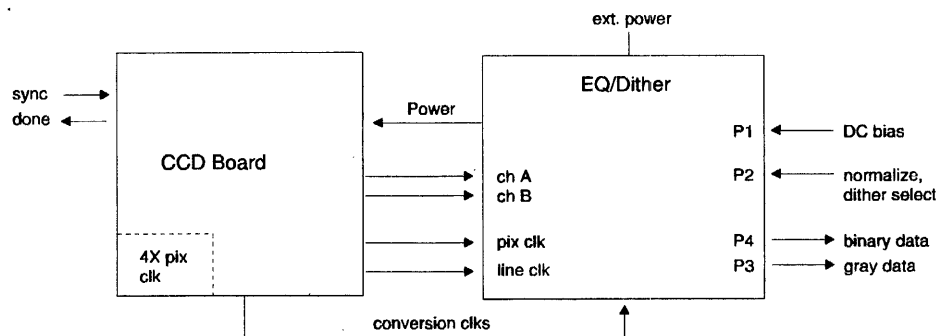 ext. power
EQ/Dither
sync
done
Power
P1
DC bias
CCD Board
ch A
ch B
P2
normalize,
dither select
4X pix
clk
pix clk
line clk
P4
binary data
P3
gray data
conversion clks